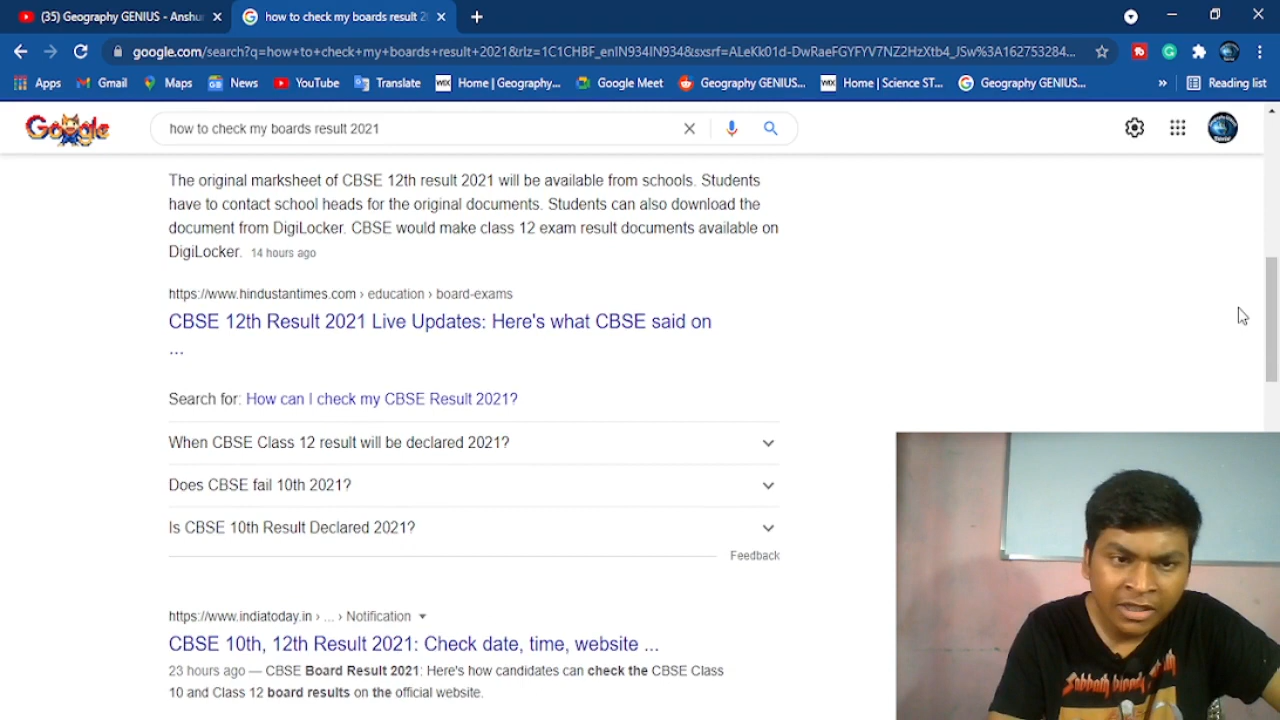 (35) Geography GENIUS - Anshu
how to check my boards result 2
google.com/search?q=how+to+check+my+boards+result+2021&rlz=1C1CHBF_enIN934IN934&sxsrf=ALeKk01d-DwRaeFGYFYV7NZ2HzXtb4_JSw%3A162753284...
Apps
Gmail
Maps
News
YouTube
Translate
Home | Geography...
Google Meet
Geography GENIUS...
Home | Science ST...
Geography GENIUS...
»
Reading list
Google
how to check my boards result 2021
The original marksheet of CBSE 12th result 2021 will be available from schools. Students
have to contact school heads for the original documents. Students can also download the
document from DigiLocker. CBSE would make class 12 exam result documents available on
DigiLocker. 14 hours ago
https://www.hindustantimes.com › education › board-exams
CBSE 12th Result 2021 Live Updates: Here's what CBSE said on
...
Search for: How can I check my CBSE Result 2021?
When CBSE Class 12 result will be declared 2021?
Does CBSE fail 10th 2021?
Is CBSE 10th Result Declared 2021?
Feedback
https://www.indiatoday.in › ... › Notification
CBSE 10th, 12th Result 2021: Check date, time, website ...
23 hours ago — CBSE Board Result 2021: Here's how candidates can check the CBSE Class
10 and Class 12 board results on the official website.
Sabbath bloody